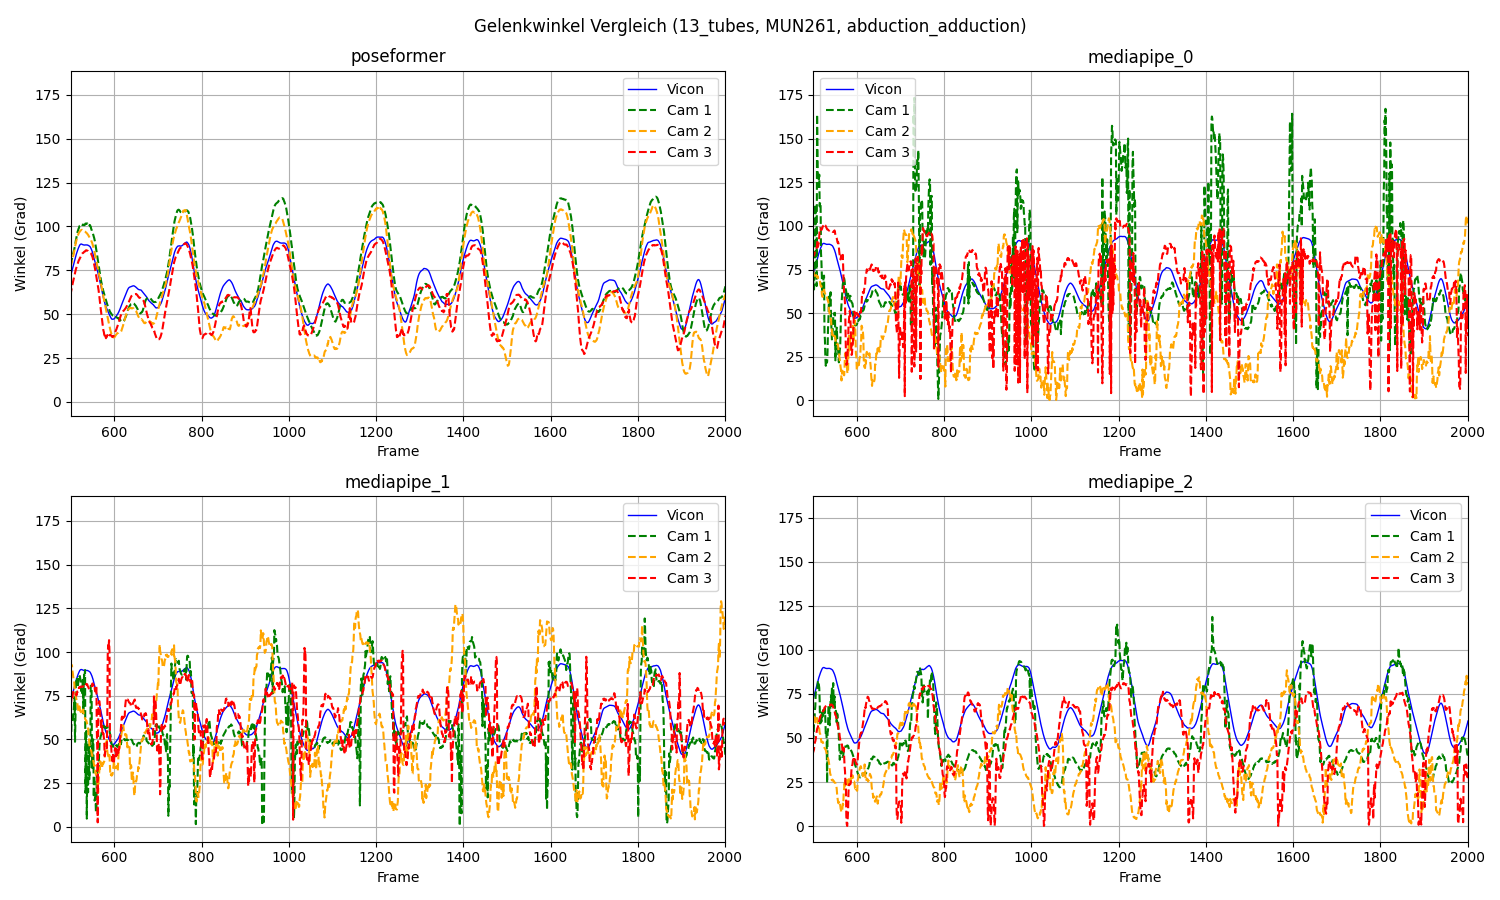 Gelenkwinkel Vergleich (13_tubes, MUN261, abduction_adduction)
poseformer
175
150
125
100
75
50
25
0
Winkel (Grad)
600 800 1000 1200 1400 1600 1800 2000
Frame
Vicon
Cam 1
Cam 2
Cam 3
mediapipe_0
175
150
125
100
75
50
25
0
Winkel (Grad)
600 800 1000 1200 1400 1600 1800 2000
Frame
Vicon
Cam 1
Cam 2
Cam 3
mediapipe_1
175
150
125
100
75
50
25
0
Winkel (Grad)
600 800 1000 1200 1400 1600 1800 2000
Frame
Vicon
Cam 1
Cam 2
Cam 3
mediapipe_2
175
150
125
100
75
50
25
0
Winkel (Grad)
600 800 1000 1200 1400 1600 1800 2000
Frame
Vicon
Cam 1
Cam 2
Cam 3